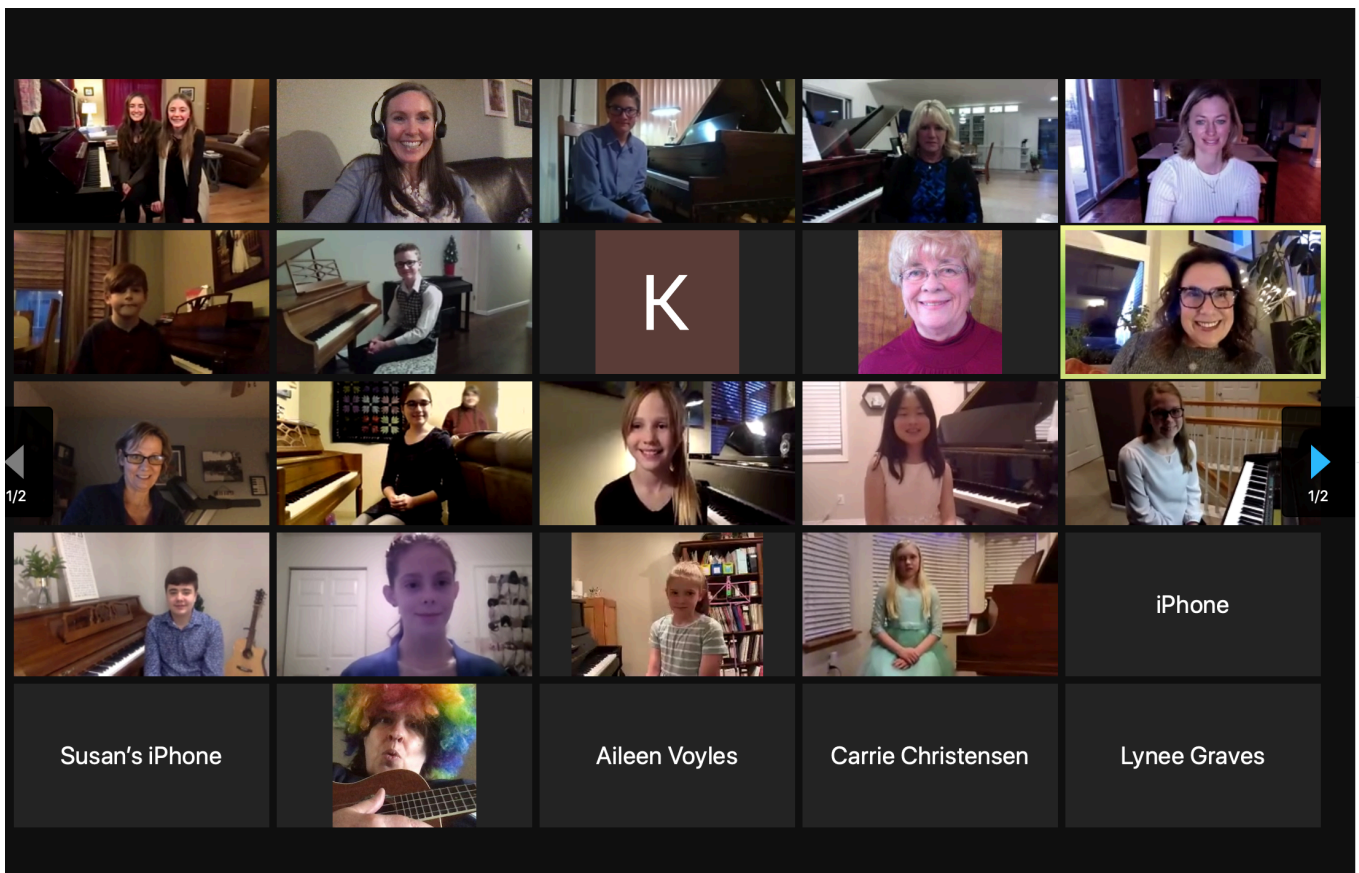 K
1/2
1/2
iPhone
Susan’s iPhone
Aileen Voyles
Carrie Christensen
Lynee Graves